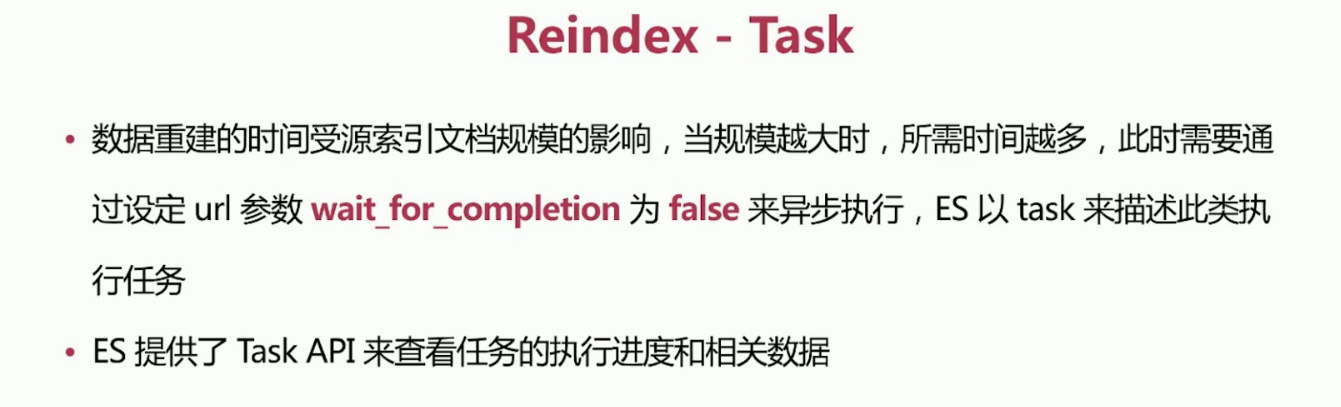 Reindex - Task
• 数据重建的时间受源索引文档规模的影响，当规模越大时，所需时间越多，此时需要通
过设定 url 参数 wait_for_completion 为 false 来异步执行，ES 以 task 来描述此类执
行任务
• ES 提供了 Task API 来查看任务的执行进度和相关数据